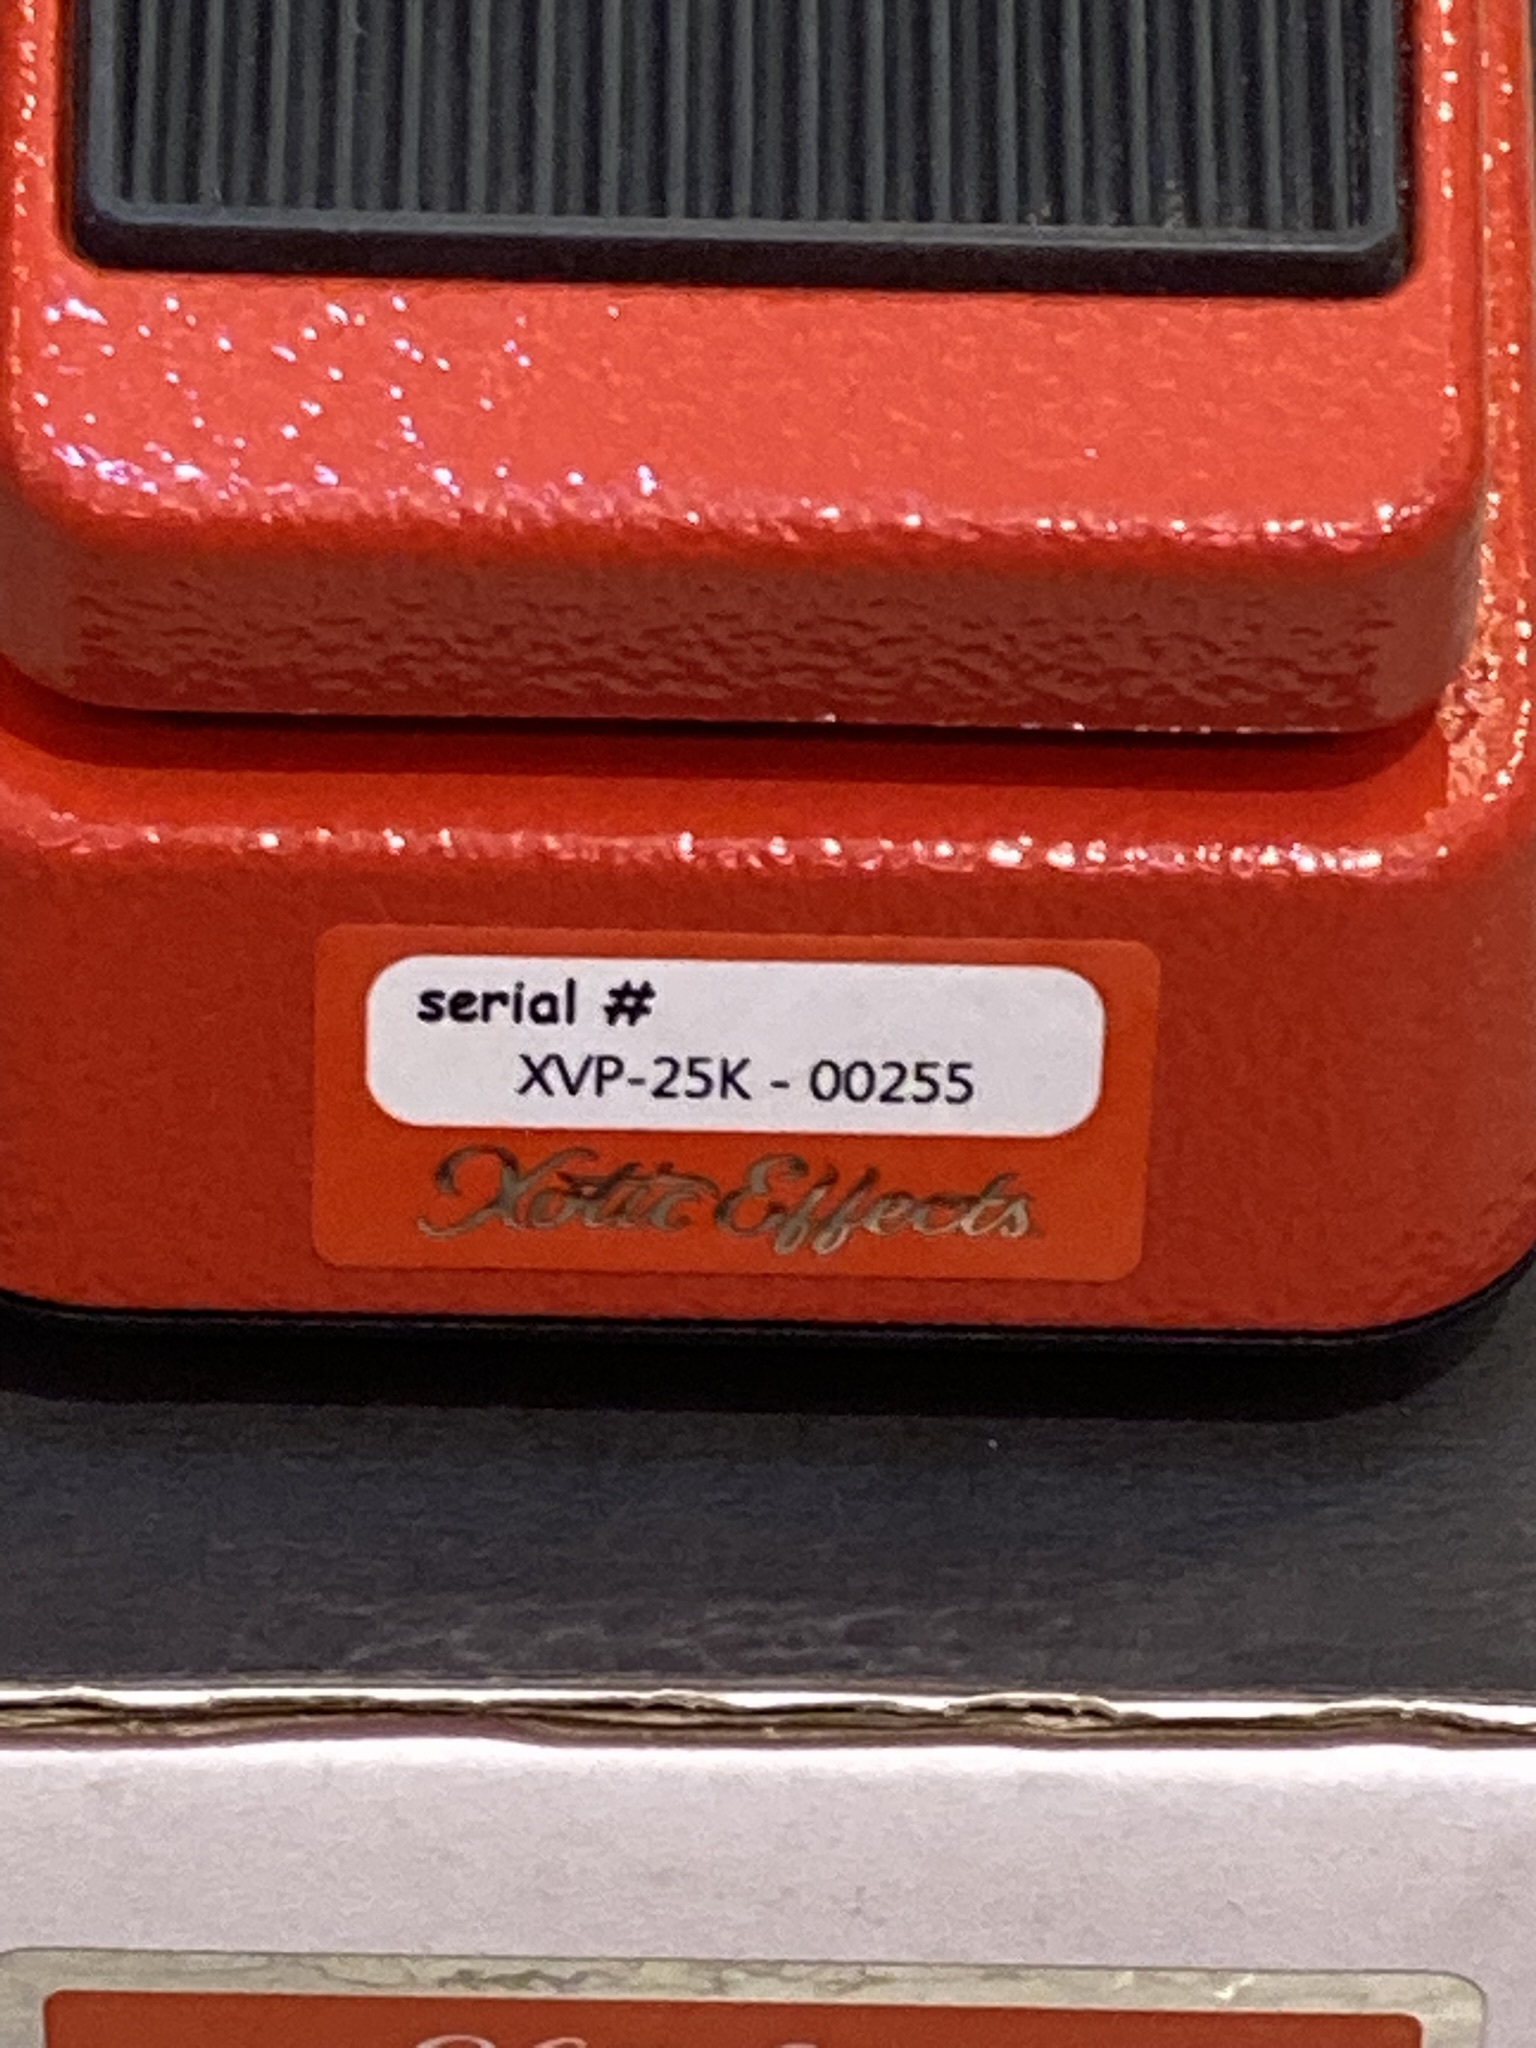 serial #
XVP-25K - 00255
Xotic Effects